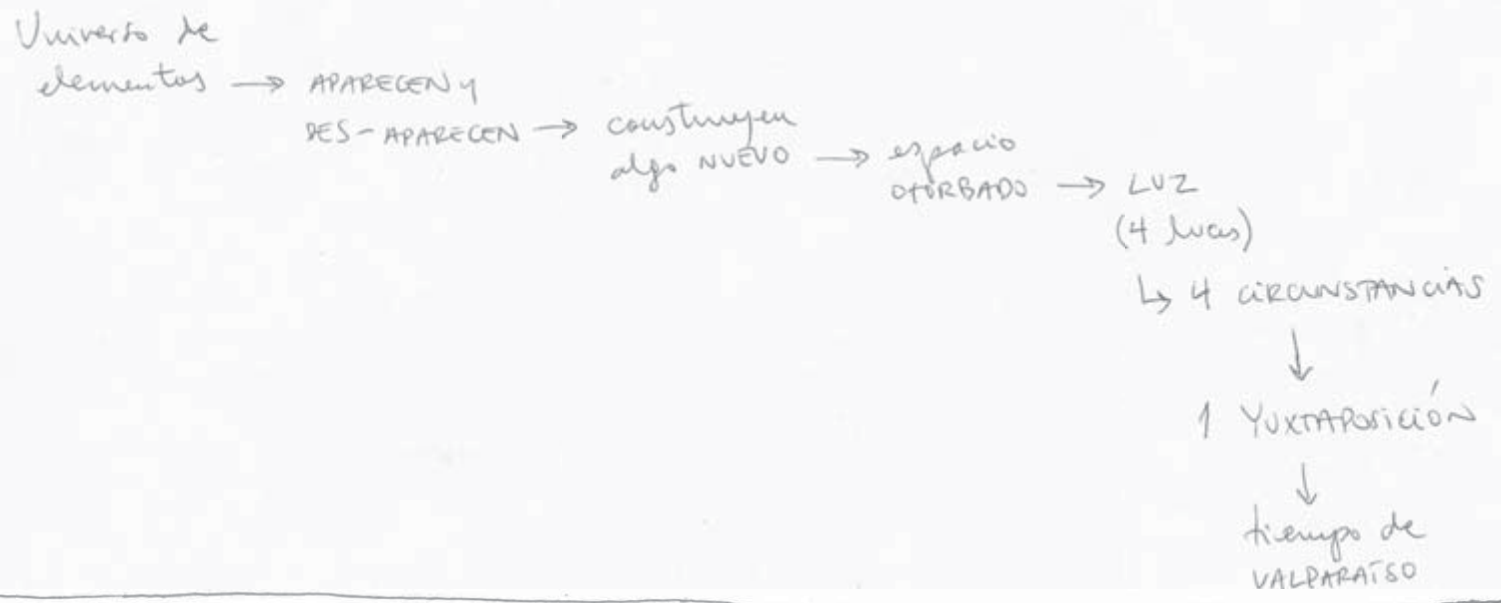 Universo de
elementos → APARECEN y
DES-APARECEN → construyen
algo NUEVO → espacio
OTURBADO → LUZ
(4 luces)
↳ 4 CIRCUNSTANCIAS
↓
1 YUXTAPOSICIÓN
↓
tiempo de
VALPARAÍSO